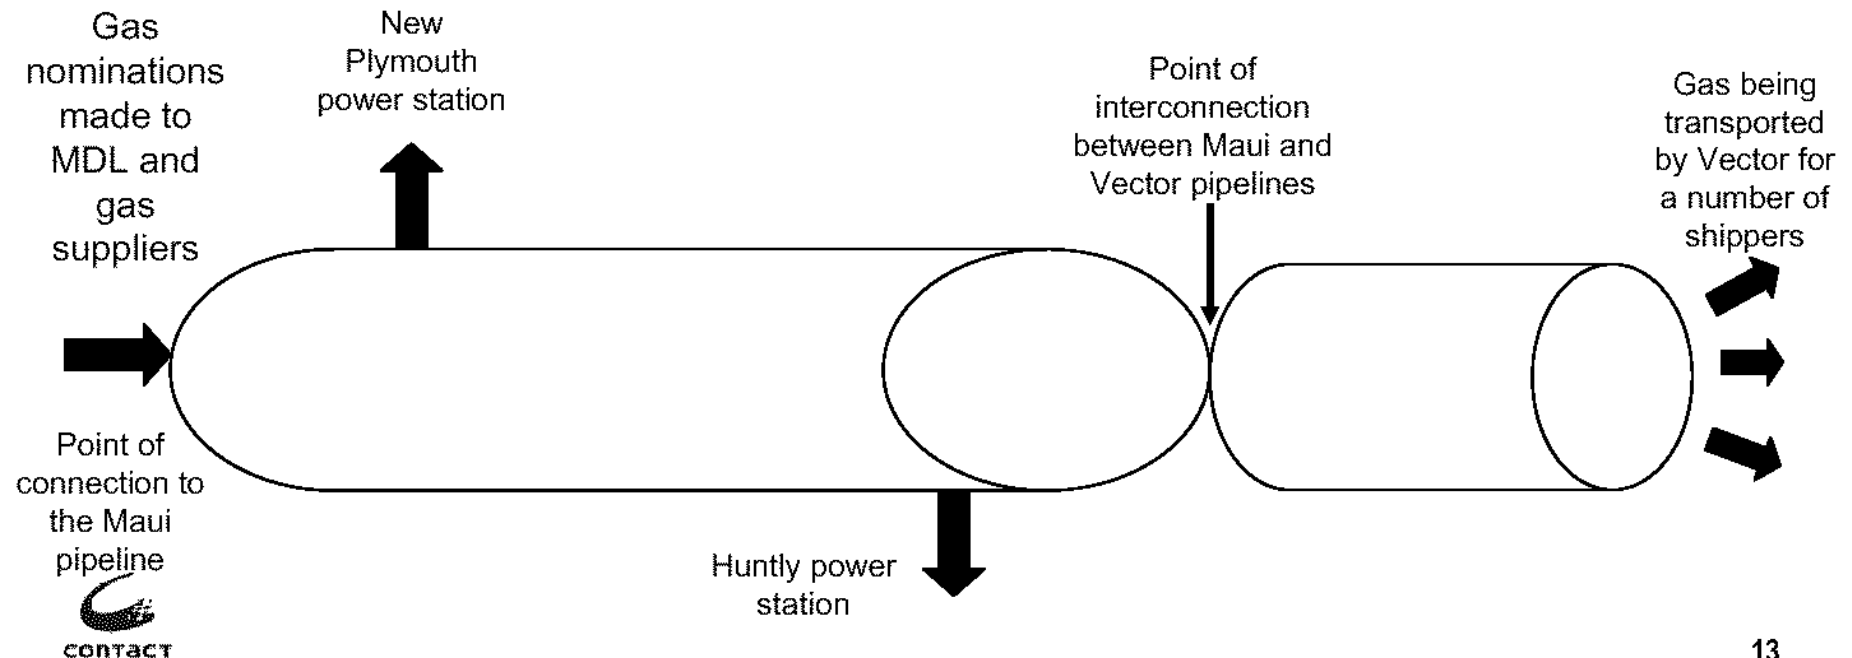 Gas
nominations
made to
MDL and
gas
suppliers
New
Plymouth
power station
Point of
interconnection
between Maui and
Vector pipelines
Gas being
transported
by Vector for
a number of
shippers
Point of
connection to
the Maui
pipeline
Huntly power
station
CONTACT
13